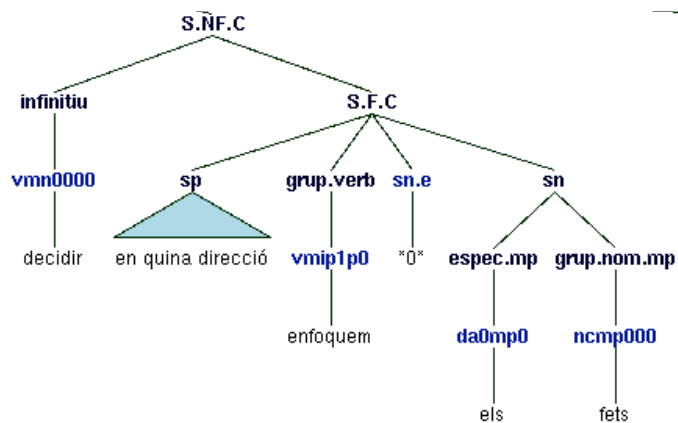 S.NF.C
infinitiu S.F.C
vmn0000 sp grup.verb sn.e sn
decidir en quina direcció vmip1p0 *0* espec.mp grup.nom.mp
enfoquem da0mp0 ncmp000
els fets